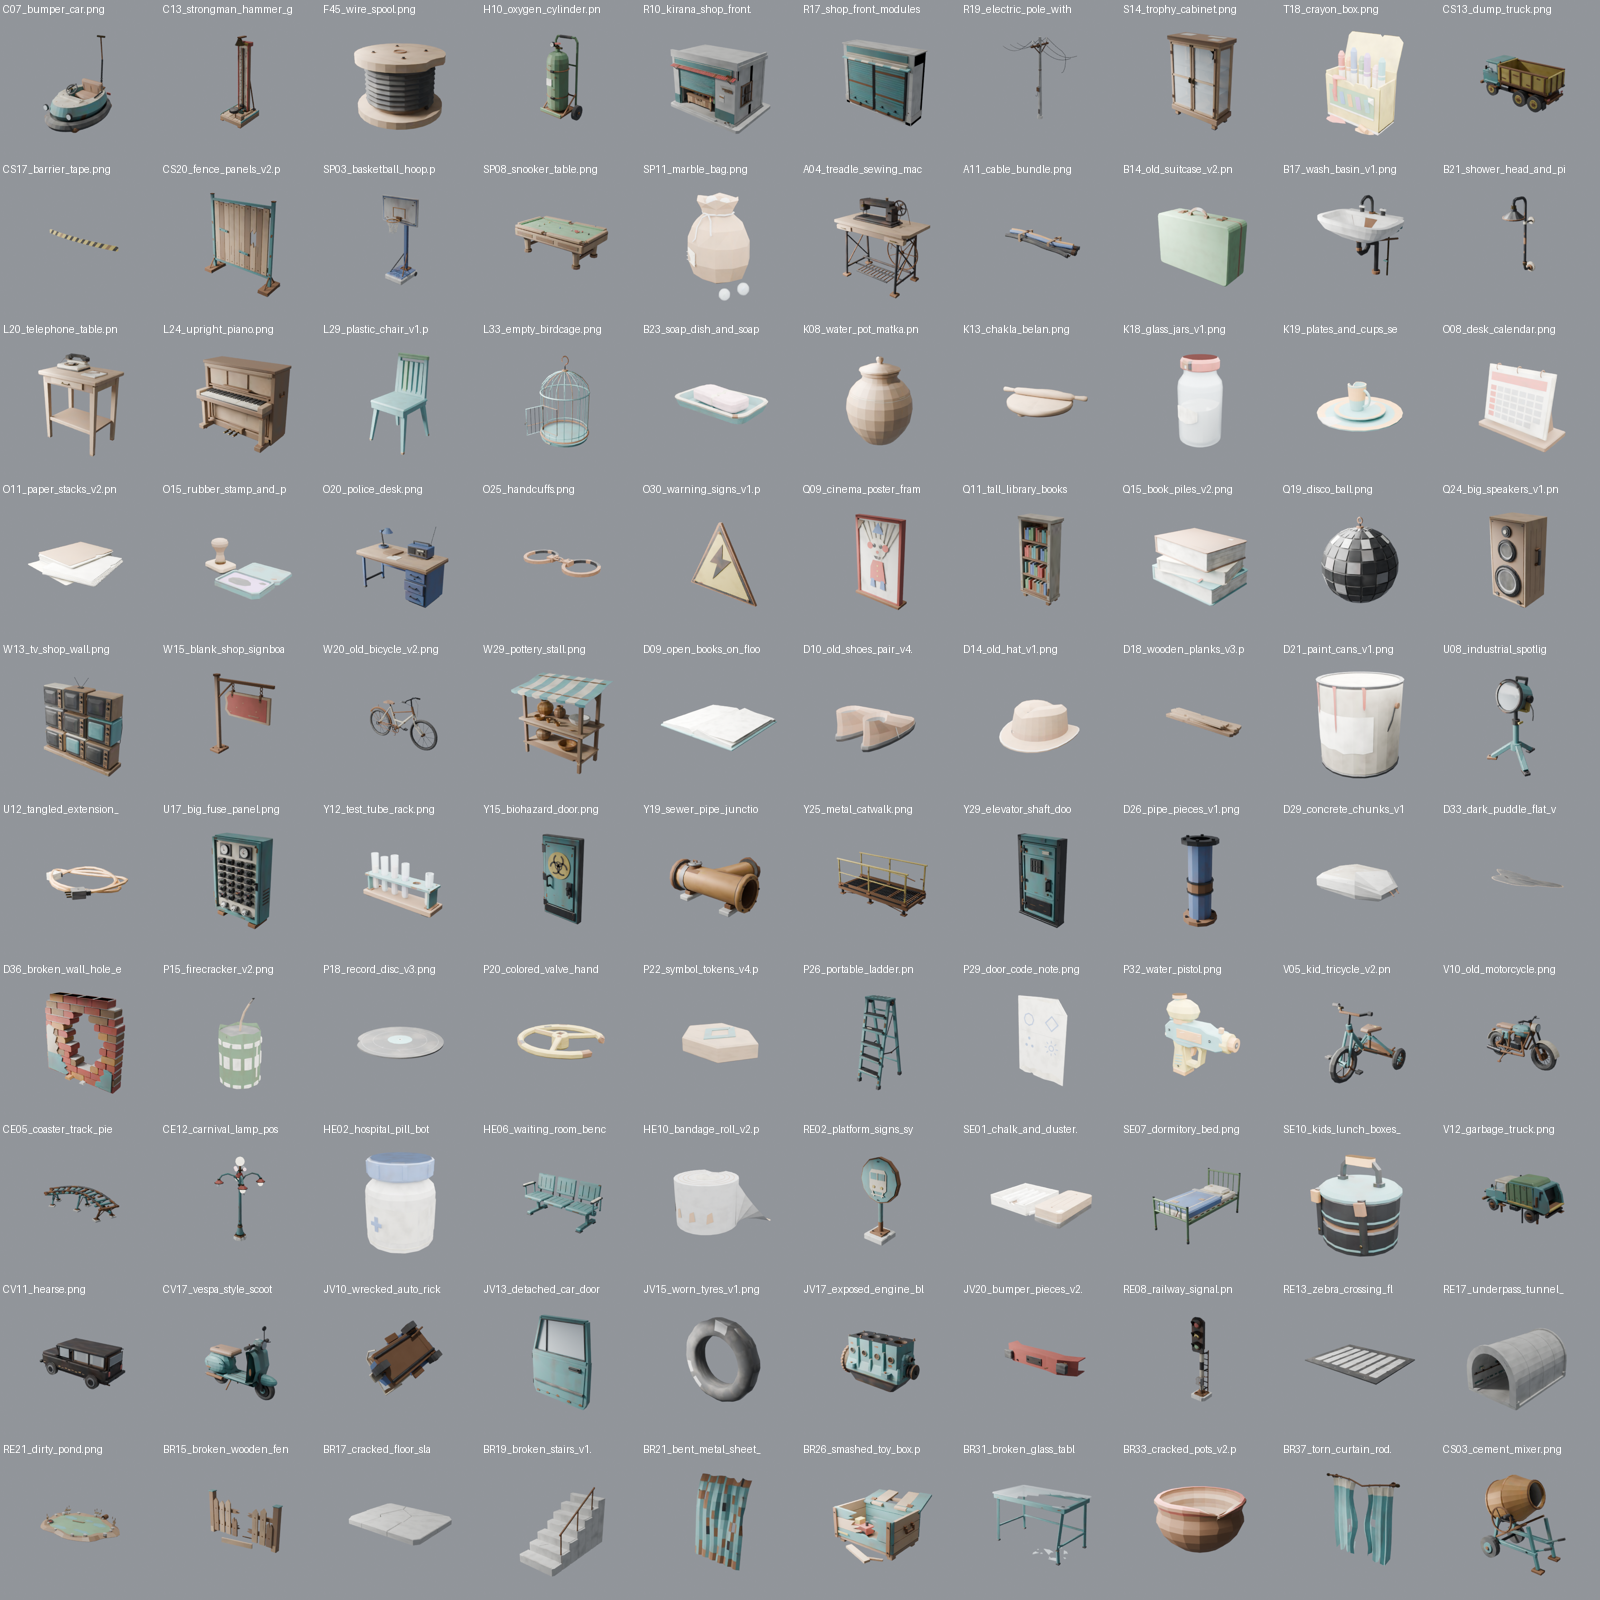 C07_bumper_car.png
C13_strongman_hammer_g
F45_wire_spool.png
H10_oxygen_cylinder.pn
R10_kirana_shop_front.
R17_shop_front_modules
R19_electric_pole_with
S14_trophy_cabinet.png
T18_crayon_box.png
CS13_dump_truck.png
CS17_barrier_tape.png
CS20_fence_panels_v2.p
SP03_basketball_hoop.p
SP08_snooker_table.png
SP11_marble_bag.png
A04_treadle_sewing_mac
A11_cable_bundle.png
B14_old_suitcase_v2.pn
B17_wash_basin_v1.png
B21_shower_head_and_pi
L20_telephone_table.pn
L24_upright_piano.png
L29_plastic_chair_v1.p
L33_empty_birdcage.png
B23_soap_dish_and_soap
K08_water_pot_matka.pn
K13_chakla_belan.png
K18_glass_jars_v1.png
K19_plates_and_cups_se
O08_desk_calendar.png
O11_paper_stacks_v2.pn
O15_rubber_stamp_and_p
O20_police_desk.png
O25_handcuffs.png
O30_warning_signs_v1.p
Q09_cinema_poster_fram
Q11_tall_library_books
Q15_book_piles_v2.png
Q19_disco_ball.png
Q24_big_speakers_v1.pn
W13_tv_shop_wall.png
W15_blank_shop_signboa
W20_old_bicycle_v2.png
W29_pottery_stall.png
D09_open_books_on_floo
D10_old_shoes_pair_v4.
D14_old_hat_v1.png
D18_wooden_planks_v3.p
D21_paint_cans_v1.png
U08_industrial_spotlig
U12_tangled_extension_
U17_big_fuse_panel.png
Y12_test_tube_rack.png
Y15_biohazard_door.png
Y19_sewer_pipe_junctio
Y25_metal_catwalk.png
Y29_elevator_shaft_doo
D26_pipe_pieces_v1.png
D29_concrete_chunks_v1
D33_dark_puddle_flat_v
D36_broken_wall_hole_e
P15_firecracker_v2.png
P18_record_disc_v3.png
P20_colored_valve_hand
P22_symbol_tokens_v4.p
P26_portable_ladder.pn
P29_door_code_note.png
P32_water_pistol.png
V05_kid_tricycle_v2.pn
V10_old_motorcycle.png
CE05_coaster_track_pie
CE12_carnival_lamp_pos
HE02_hospital_pill_bot
HE06_waiting_room_benc
HE10_bandage_roll_v2.p
RE02_platform_signs_sy
SE01_chalk_and_duster.
SE07_dormitory_bed.png
SE10_kids_lunch_boxes_
V12_garbage_truck.png
CV11_hearse.png
CV17_vespa_style_scoot
JV10_wrecked_auto_rick
JV13_detached_car_door
JV15_worn_tyres_v1.png
JV17_exposed_engine_bl
JV20_bumper_pieces_v2.
RE08_railway_signal.pn
RE13_zebra_crossing_fl
RE17_underpass_tunnel_
RE21_dirty_pond.png
BR15_broken_wooden_fen
BR17_cracked_floor_sla
BR19_broken_stairs_v1.
BR21_bent_metal_sheet_
BR26_smashed_toy_box.p
BR31_broken_glass_tabl
BR33_cracked_pots_v2.p
BR37_torn_curtain_rod.
CS03_cement_mixer.png